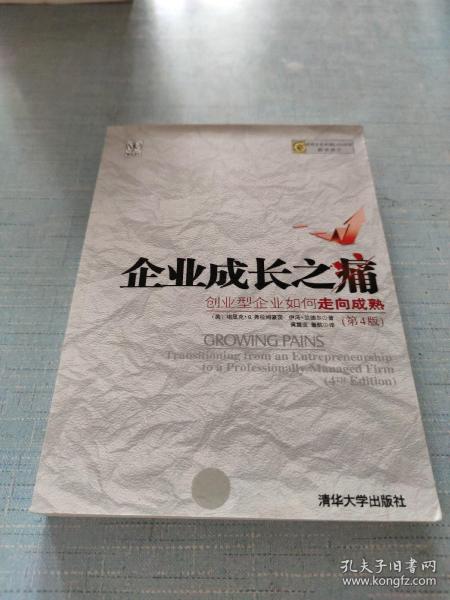 企业成长之痛
创业型企业如何走向成熟
(第4版)
GROWING PAINS
Transitioning from an Entrepreneurship
to a Professionally Managed Firm
(4TH Edition)
清华大学出版社
孔夫子旧书网
www.kongfz.com